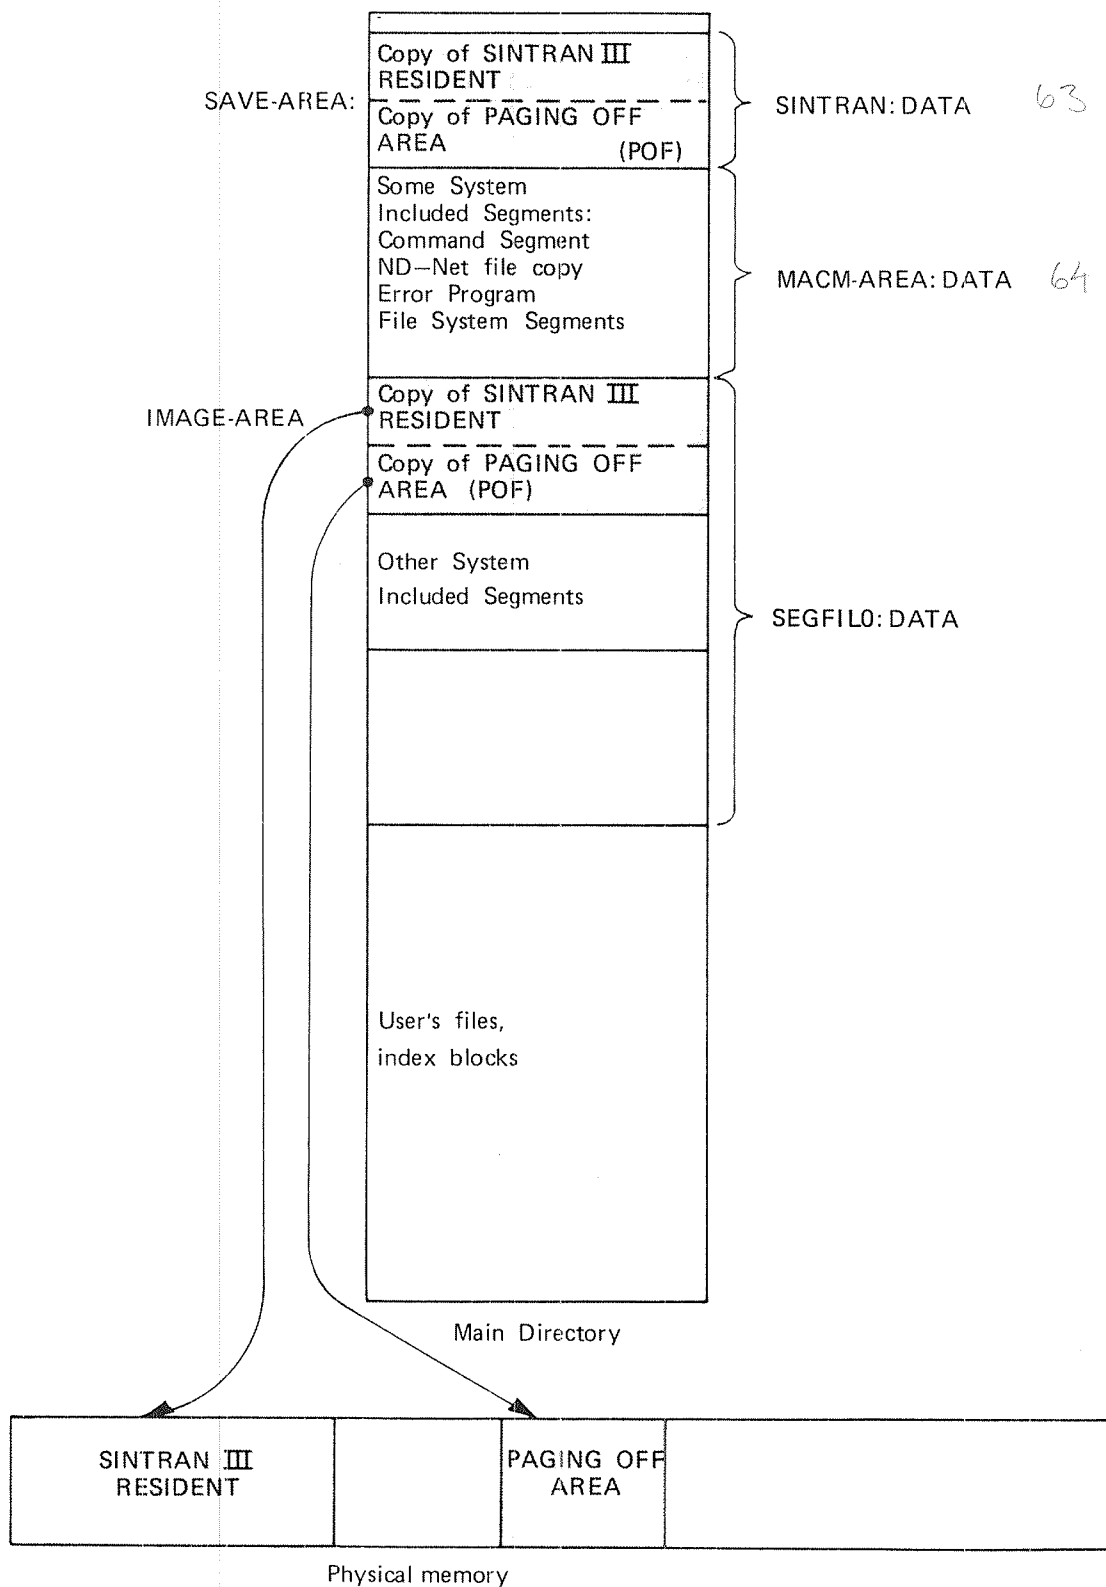 Copy of SINTRAN III
RESIDENT
SAVE-AREA:
Copy of PAGING OFF
AREA
(POF)
SINTRAN: DATA 63
Some System
Included Segments:
Command Segment
ND-Net file copy
Error Program
File System Segments
MACM-AREA: DATA 64
Copy of SINTRAN III
RESIDENT
IMAGE-AREA
Copy of PAGING OFF
AREA (POF)
Other System
Included Segments
SEGFIL0: DATA
User's files,
index blocks
Main Directory
SINTRAN III
RESIDENT
PAGING OFF
AREA
Physical memory